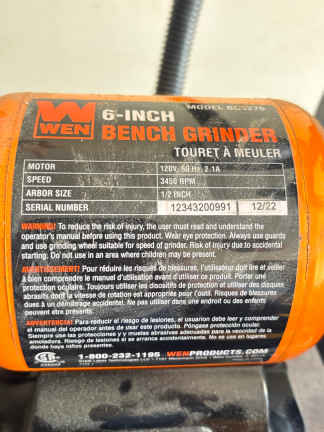 WEN
6-INCH
BENCH GRINDER
TOURET À MEULER
MOTOR 120V, 60 Hz, 2.1A
SPEED 3450 RPM
ARBOR SIZE 1/2 INCH
SERIAL NUMBER 12343200991 12/22
WARNING! To reduce the risk of injury, the user must read and understand the
operator's manual before using this product. Wear eye protection. Always use guards
and use grinding wheel suitable for speed of grinder. Risk of Injury due to accidental
starting. Do not use in an area where children may be present.
AVERTISSEMENT! Pour réduire les risques de blessures, l'utilisateur doit lire et veiller
à bien comprendre le manuel d'utilisation avant d'utiliser ce produit. Porter une
protection oculaire. Toujours utiliser les dispositifs de protection et utiliser des disques
abrasifs dont la vitesse de rotation est appropriée pour l'outil. Risques de blessures
dues à un démarrage accidentel. Ne pas utiliser dans une endroit ou des enfants
peuvent être présents.
ADVERTENCIA! Para reducir el riesgo de lesiones, el usuario debe leer y comprender
el manual del operador antes de usar este producto. Póngase protección ocular.
Siempre use las protecciones y y muelas abrasivas adecuadas para la velocidad de la
amoladora. Riesgo de lesiones si se arranca accidentalmente. No se use en un lugar
donde haya niños presentes.
1-800-232-1195 WENPRODUCTS.COM